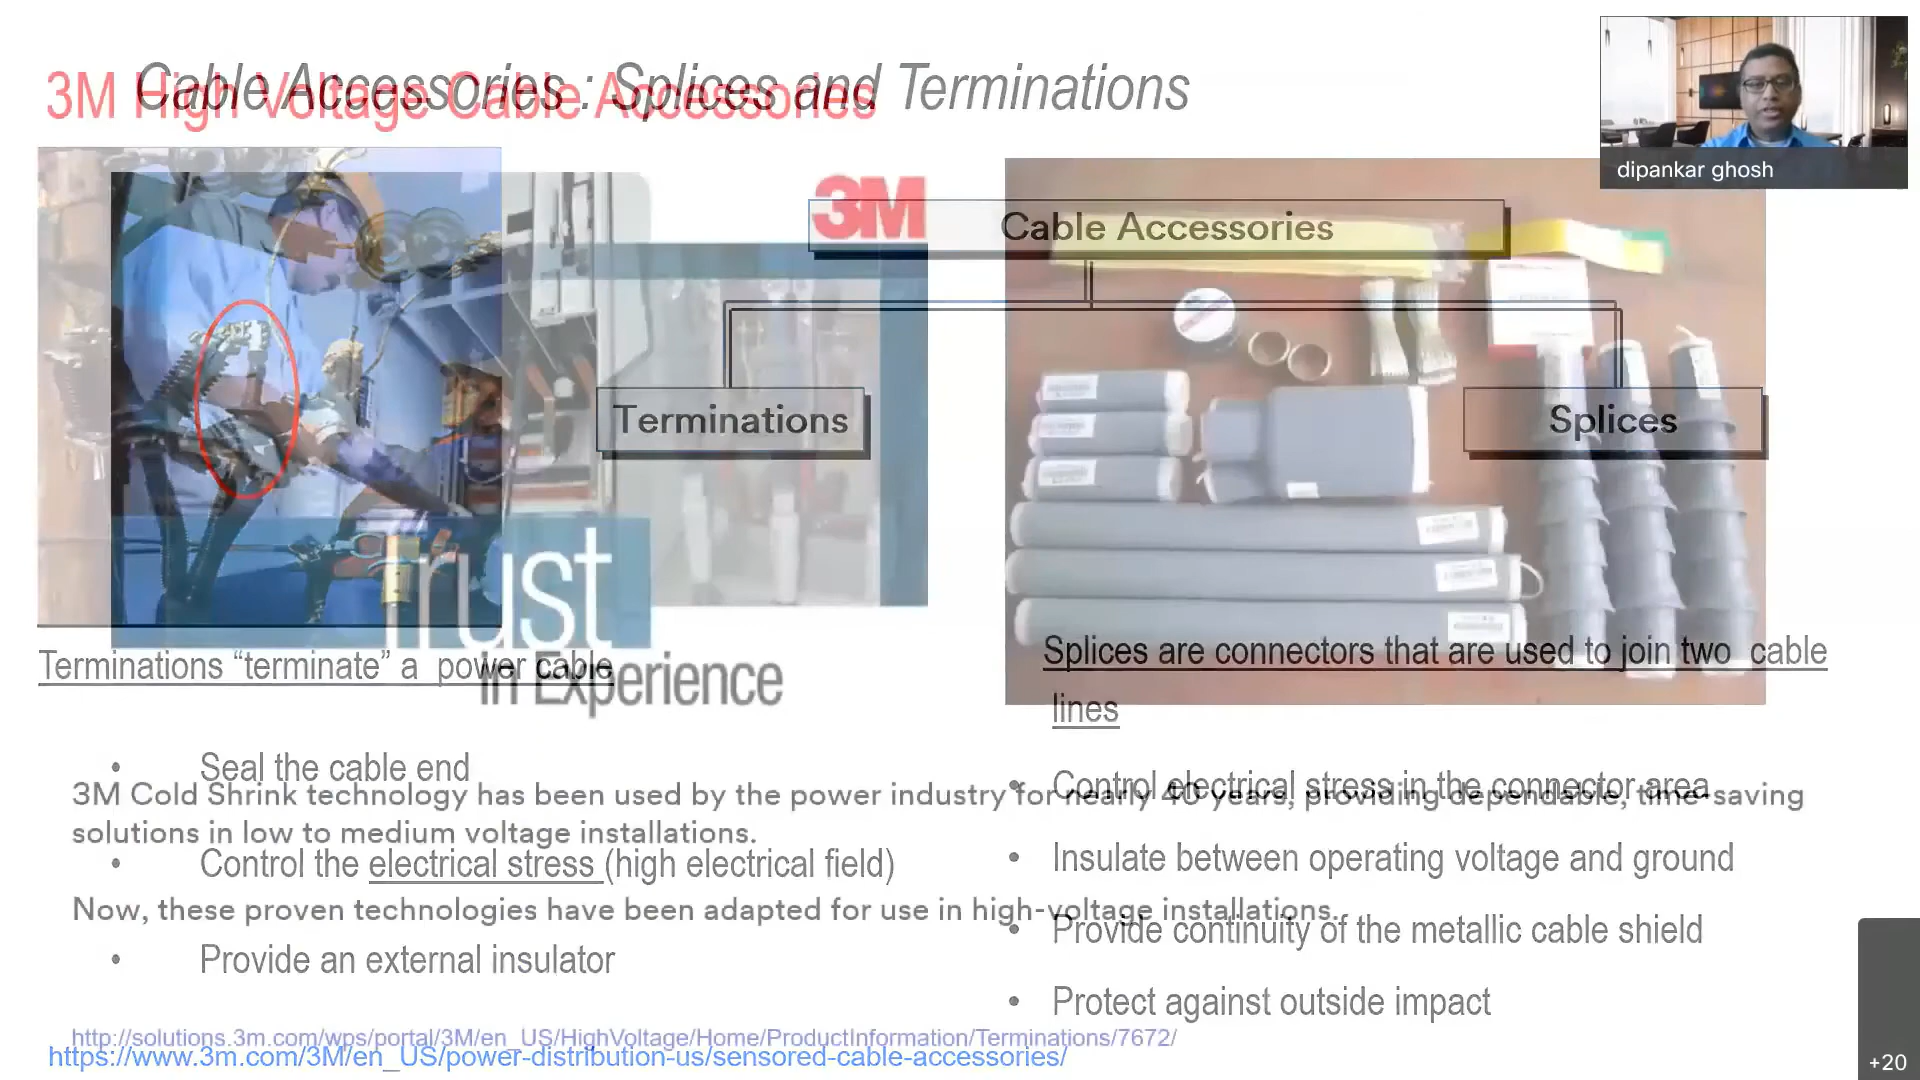 Cable Accessories : Splices and Terminations
3M High Voltage Cable Accessories
dipankar ghosh
3M
Cable Accessories
Terminations
Splices
Trust
in Experience
Terminations “terminate” a power cable
Splices are connectors that are used to join two cable
lines
• Seal the cable end
• Control electrical stress in the connector area
3M Cold Shrink technology has been used by the power industry for nearly 40 years, providing dependable, time-saving
solutions in low to medium voltage installations.
• Control the electrical stress (high electrical field)
• Insulate between operating voltage and ground
Now, these proven technologies have been adapted for use in high-voltage installations.
• Provide continuity of the metallic cable shield
• Provide an external insulator
• Protect against outside impact
http://solutions.3m.com/wps/portal/3M/en_US/HighVoltage/Home/ProductInformation/Terminations/7672/
https://www.3m.com/3M/en_US/power-distribution-us/sensored-cable-accessories/
+20